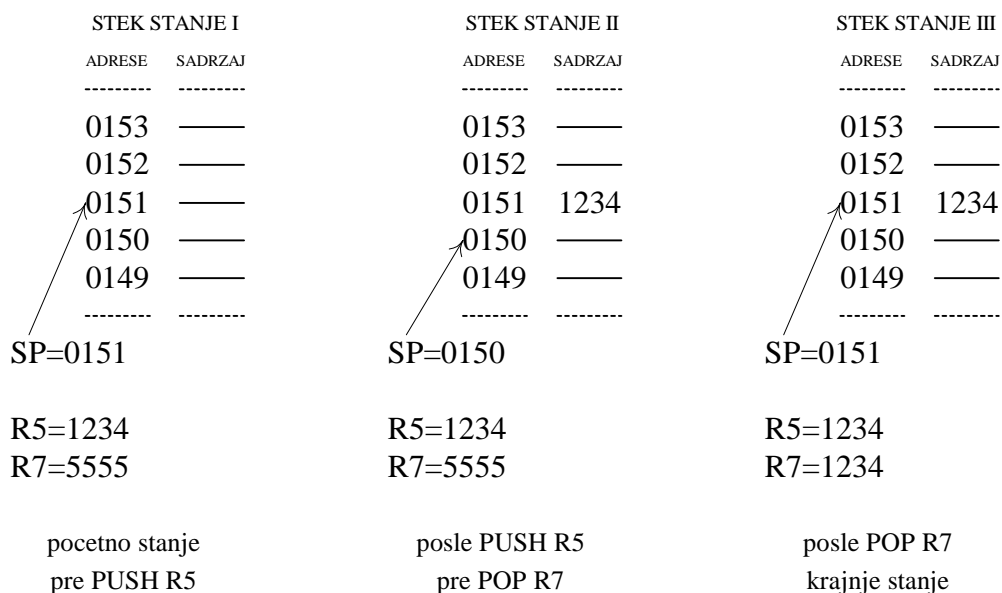 STEK STANJE I
ADRESE SADRZAJ
--------- ---------
0153 ——
0152 ——
0151 ——
0150 ——
0149 ——
--------- ---------
SP=0151
R5=1234
R7=5555
pocetno stanje
pre PUSH R5
STEK STANJE II
ADRESE SADRZAJ
--------- ---------
0153 ——
0152 ——
0151 1234
0150 ——
0149 ——
--------- ---------
SP=0150
R5=1234
R7=5555
posle PUSH R5
pre POP R7
STEK STANJE III
ADRESE SADRZAJ
--------- ---------
0153 ——
0152 ——
0151 1234
0150 ——
0149 ——
--------- ---------
SP=0151
R5=1234
R7=1234
posle POP R7
krajnje stanje